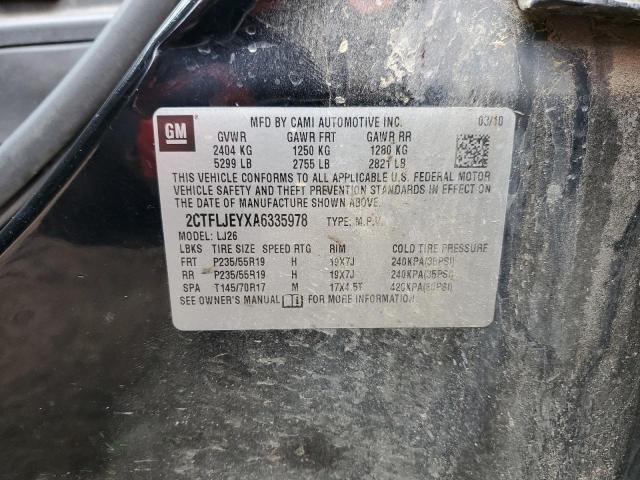 GM
MFD BY CAMI AUTOMOTIVE INC. 03/10
GVWR GAWR FRT GAWR RR
2404 KG 1250 KG 1280 KG
5299 LB 2755 LB 2821 LB
THIS VEHICLE CONFORMS TO ALL APPLICABLE U.S. FEDERAL MOTOR
VEHICLE SAFETY AND THEFT PREVENTION STANDARDS IN EFFECT ON
THE DATE OF MANUFACTURE SHOWN ABOVE.
2CTFLJEYXA6335978 TYPE: M.P.V.
MODEL: LJ26
LBKS TIRE SIZE SPEED RTG RIM COLD TIRE PRESSURE
FRT P235/55R19 H 19X7J 240KPA(35PSI)
RR P235/55R19 H 19X7J 240KPA(35PSI)
SPA T145/70R17 M 17X4.5T 420KPA(60PSI)
SEE OWNER'S MANUAL FOR MORE INFORMATION